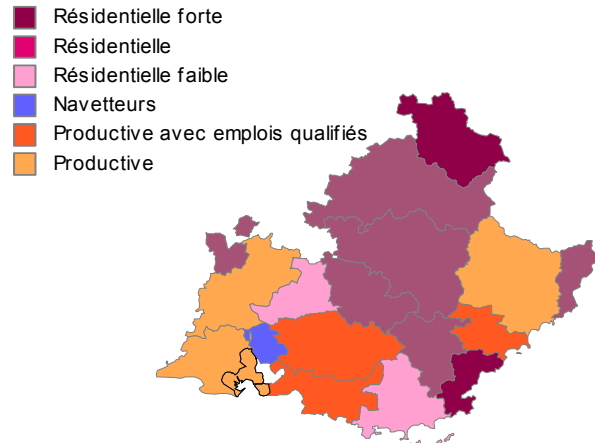 Résidentielle forte
Résidentielle
Résidentielle faible
Navetteurs
Productive avec emplois qualifiés
Productive